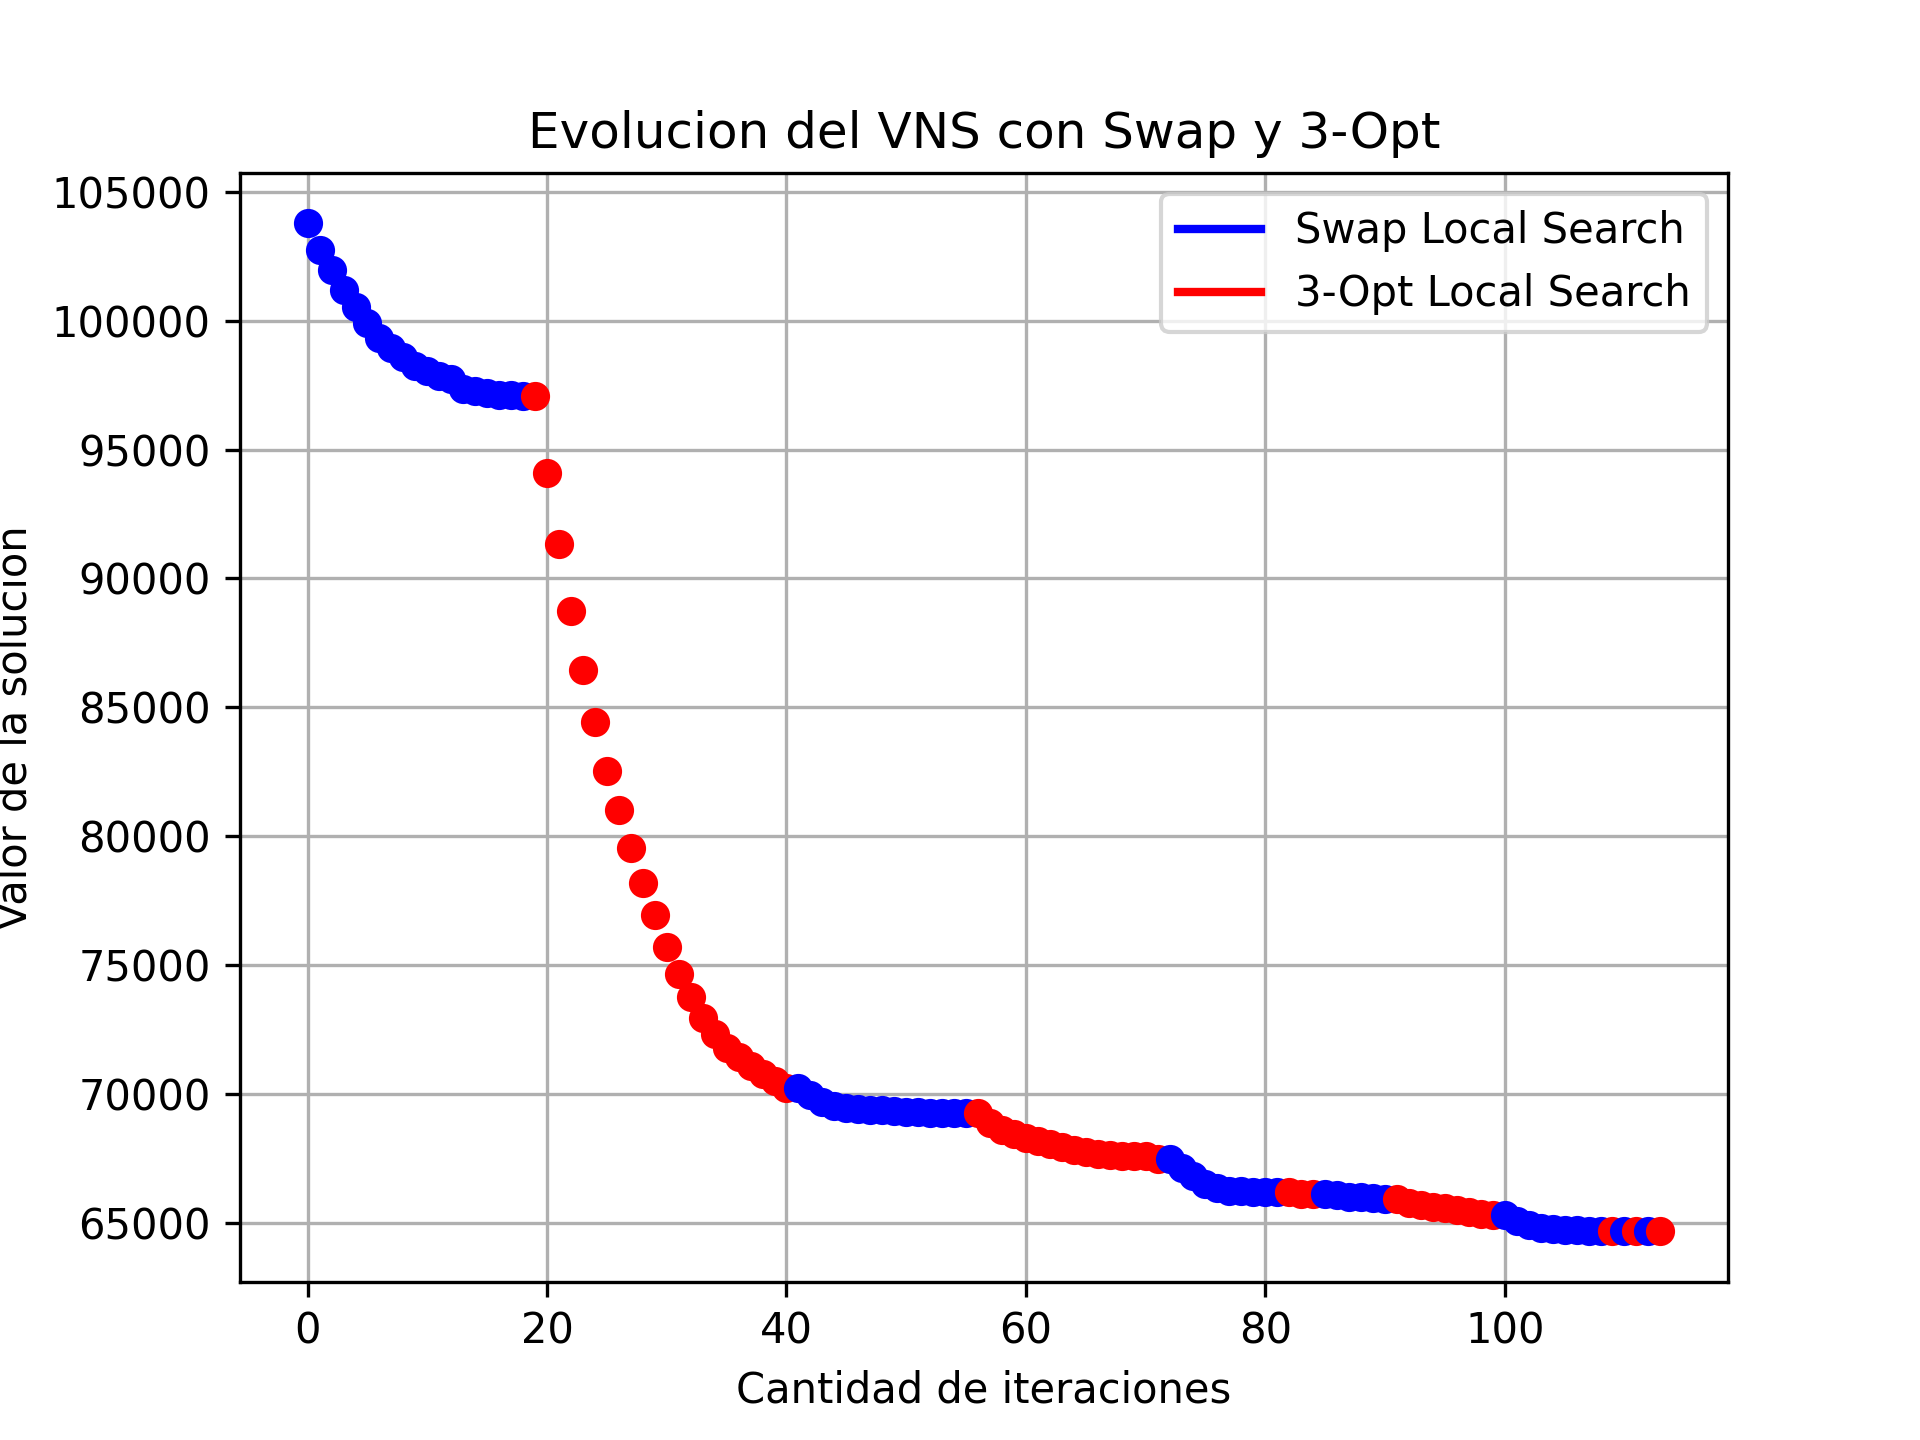 Evolucion del VNS con Swap y 3-Opt
Swap Local Search
3-Opt Local Search
105000
100000
95000
90000
85000
80000
75000
70000
65000
Valor de la solucion
0 20 40 60 80 100
Cantidad de iteraciones